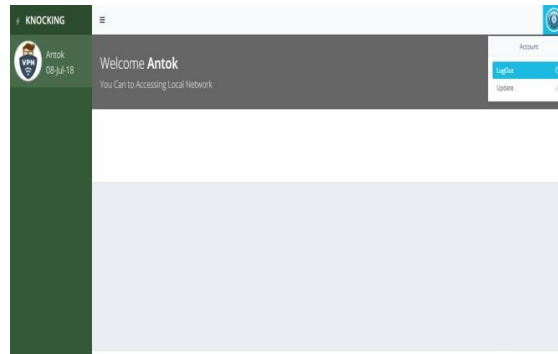 KNOCKING
VPN
Antok
08-Jul-18
Welcome Antok
You Can to Accessing Local Network
Account
LogOut
Update